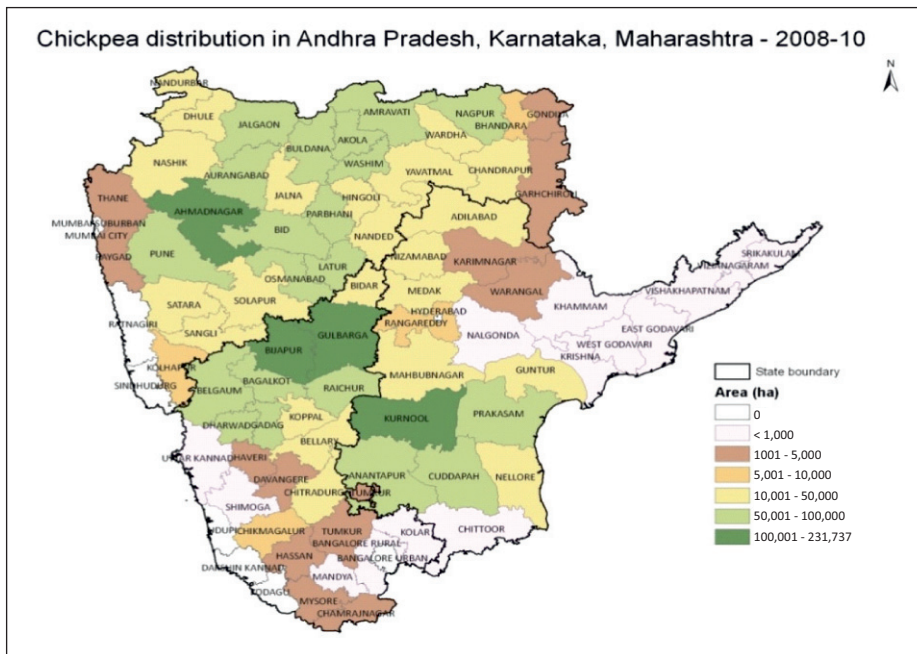 Chickpea distribution in Andhra Pradesh, Karnataka, Maharashtra - 2008-10
N
NANDURBAR
DHULE
JALGAON
AMRAVATI
NAGPUR
BHANDARA
GONDIA
BULDANA
AKOLA
WARDHA
WASHIM
NASHIK
AURANGABAD
YAVATMAL
CHANDRAPUR
JALNA
HINGOLI
GARHCHIROLI
THANE
AHMADNAGAR
PARBHANI
ADILABAD
MUMBAI SUBURBAN
MUMBAI CITY
BID
NANDED
PUNE
RAYGAD
LATUR
NIZAMABAD
KARIMNAGAR
SRIKAKULAM
VIZIANAGARAM
OSMANABAD
BIDAR
MEDAK
WARANGAL
VISHAKHAPATNAM
SATARA
SOLAPUR
HYDERABAD
KHAMMAM
RATNAGIRI
SANGLI
GULBARGA
RANGAREDDY
NALGONDA
EAST GODAVARI
BIJAPUR
WEST GODAVARI
KRISHNA
KOLHAPUR
SINDHUDURG
BAGALKOT
BELGAUM
RAICHUR
MAHBUBNAGAR
GUNTUR
DHARWAD
GADAG
KOPPAL
KURNOOL
PRAKASAM
BELLARY
UTTAR KANNAD
HAVERI
DAVANGERE
ANANTAPUR
CUDDAPAH
NELLORE
CHITRADURGA
TUMKUR
SHIMOGA
UDUPI
CHIKMAGALUR
TUMKUR
KOLAR
CHITTOOR
BANGALORE RURAL
HASSAN
BANGALORE URBAN
DAKSHIN KANNAD
MANDYA
KODAGU
MYSORE
CHAMRAJNAGAR
State boundary
Area (ha)
0
< 1,000
1001 - 5,000
5,001 - 10,000
10,001 - 50,000
50,001 - 100,000
100,001 - 231,737